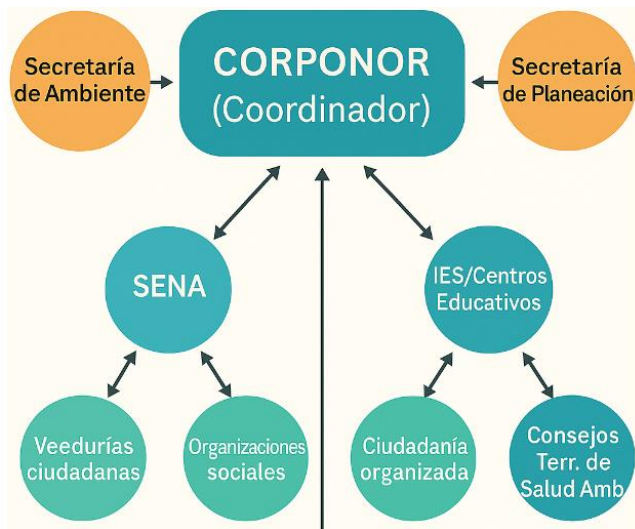 Secretaría
de Ambiente
CORPONOR
(Coordinador)
Secretaría
de Planeación
SENA
IES/Centros
Educativos
Veedurías
ciudadanas
Organizaciones
sociales
Ciudadanía
organizada
Consejos
Terr. de
Salud Amb